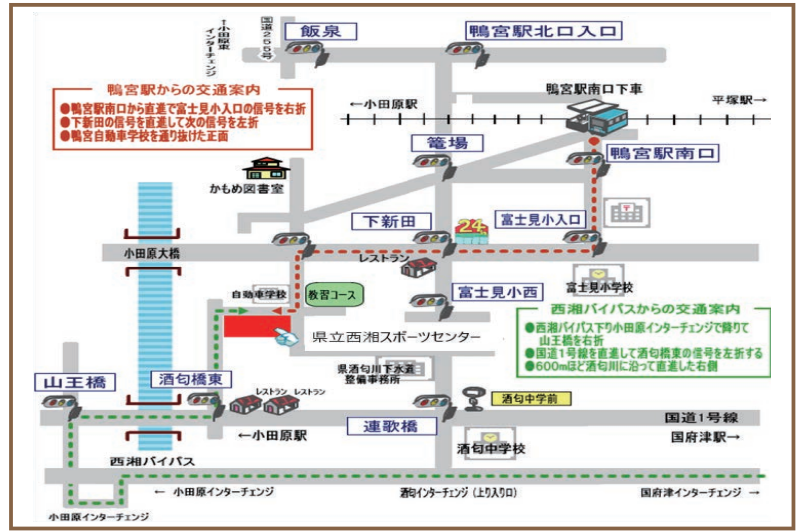 ←小田原東
インターチェンジ
国道255号
飯泉
鴨宮駅北口入口
鴨宮駅からの交通案内
●鴨宮駅南口から直進で富士見小入口の信号を右折
●下新田の信号を直進して次の信号を左折
●鴨宮自動車学校を通り抜けた正面
鴨宮駅南口下車
←小田原駅
平塚駅→
篭場
鴨宮駅南口
かもめ図書室
〒
下新田
24
富士見小入口
小田原大橋
レストラン
自動車学校
教習コース
富士見小西
富士見小学校
県立西湘スポーツセンター
西湘バイパスからの交通案内
●西湘バイパス下り小田原インターチェンジで降りて
山王橋を右折
●国道1号線を直進して酒匂橋東の信号を左折する
●600mほど酒匂川に沿って直進した右側
県酒匂川下水道
整備事務所
山王橋
酒匂橋東
レストラン
レストラン
酒匂中学前
国道1号線
←小田原駅
連歌橋
国府津駅→
酒匂中学校
西湘バイパス
← 小田原インターチェンジ
酒匂インターチェンジ（上り入り口）
国府津インターチェンジ →
小田原インターチェンジ